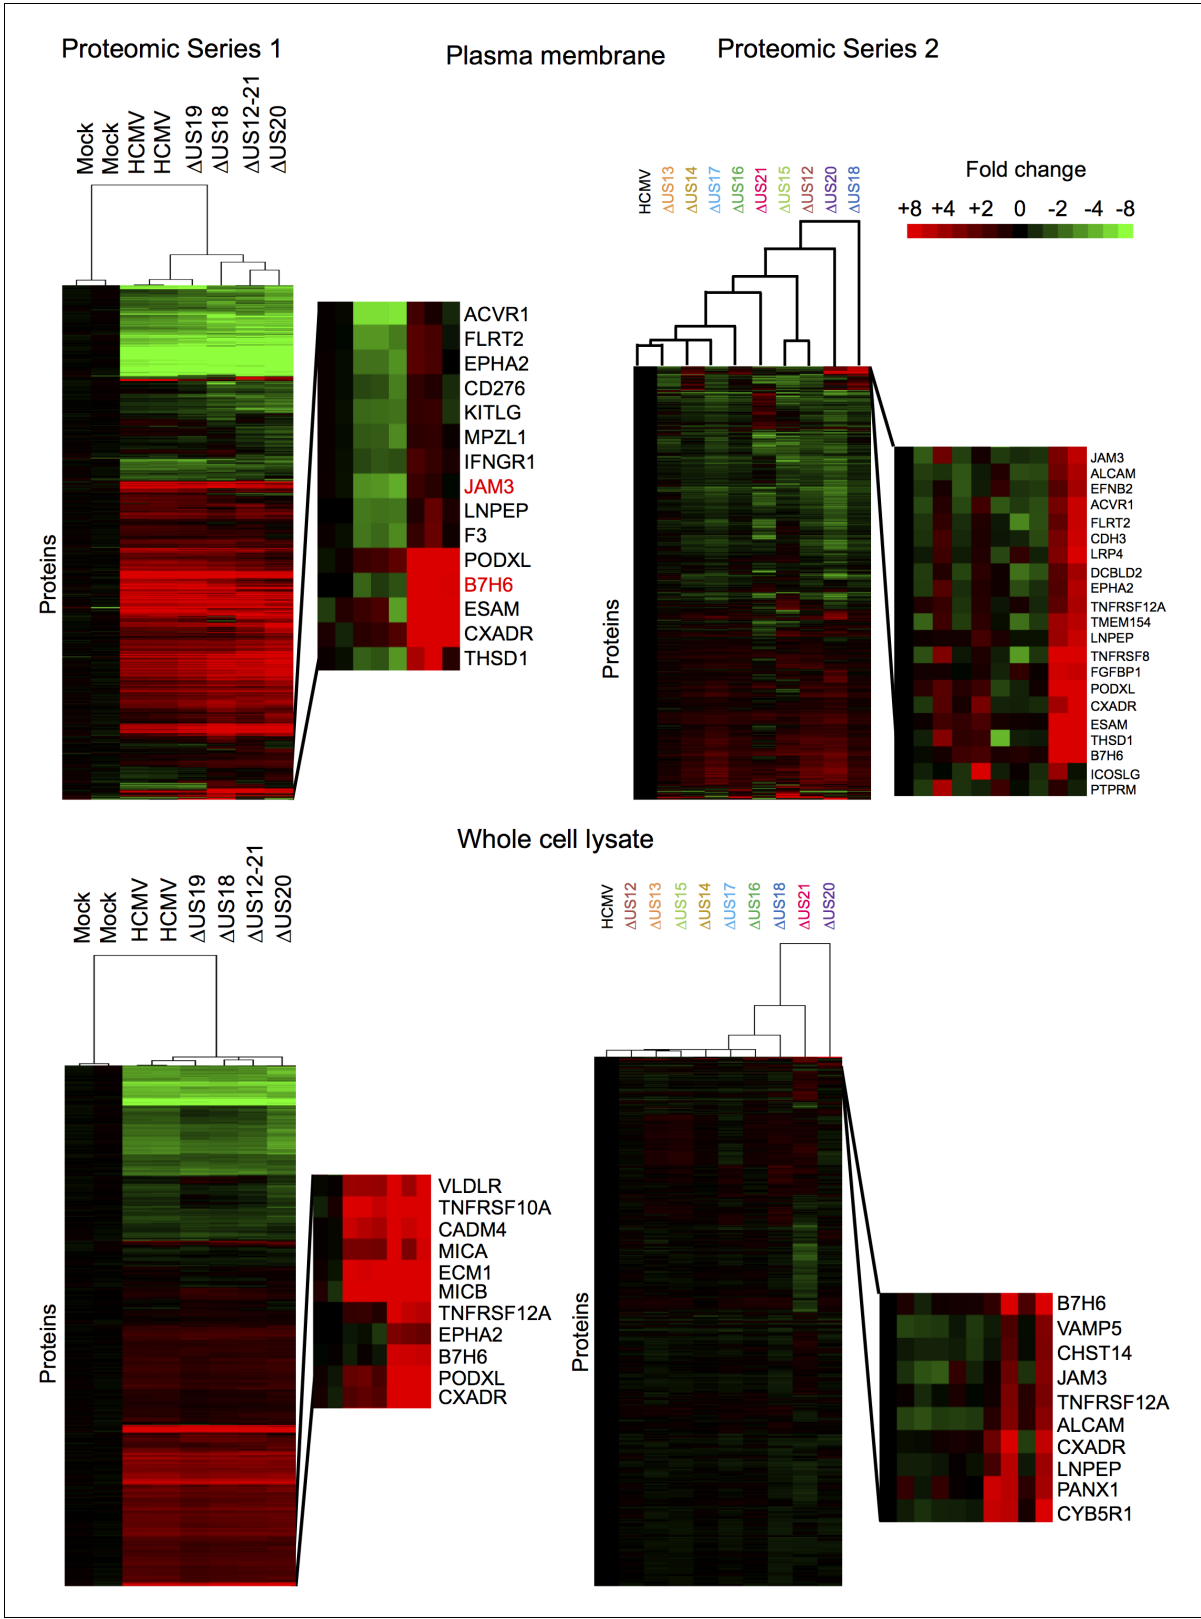 Proteomic Series 1
Plasma membrane
Proteomic Series 2
Mock
Mock
HCMV
HCMV
ΔUS19
ΔUS18
ΔUS12-21
ΔUS20
HCMV
ΔUS13
ΔUS14
ΔUS17
ΔUS16
ΔUS21
ΔUS15
ΔUS12
ΔUS20
ΔUS18
Fold change
+8 +4 +2 0 -2 -4 -8
Proteins
ACVR1
FLRT2
EPHA2
CD276
KITLG
MPZL1
IFNGR1
JAM3
LNPEP
F3
PODXL
B7H6
ESAM
CXADR
THSD1
Proteins
JAM3
ALCAM
EFNB2
ACVR1
FLRT2
CDH3
LRP4
DCBLD2
EPHA2
TNFRSF12A
TMEM154
LNPEP
TNFRSF8
FGFBP1
PODXL
CXADR
ESAM
THSD1
B7H6
ICOSLG
PTPRM
Whole cell lysate
Mock
Mock
HCMV
HCMV
ΔUS19
ΔUS18
ΔUS12-21
ΔUS20
HCMV
ΔUS12
ΔUS13
ΔUS15
ΔUS14
ΔUS17
ΔUS16
ΔUS18
ΔUS21
ΔUS20
Proteins
VLDLR
TNFRSF10A
CADM4
MICA
ECM1
MICB
TNFRSF12A
EPHA2
B7H6
PODXL
CXADR
Proteins
B7H6
VAMP5
CHST14
JAM3
TNFRSF12A
ALCAM
CXADR
LNPEP
PANX1
CYB5R1